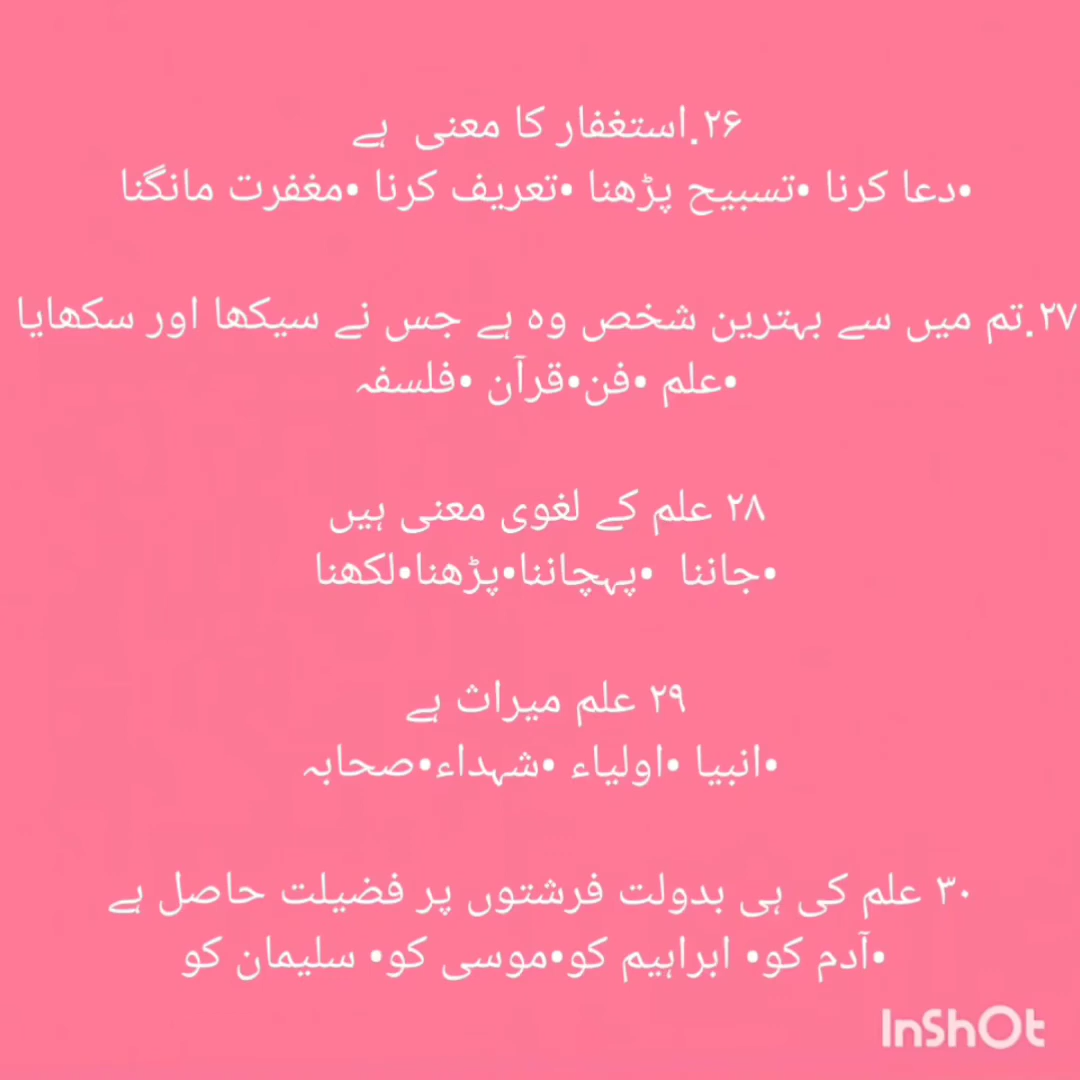 ۲۶.استغفار کا معنی ہے
•دعا کرنا •تسبیح پڑھنا •تعریف کرنا •مغفرت مانگنا
۲۷.تم میں سے بہترین شخص وہ ہے جس نے سیکھا اور سکھایا
•علم •فن•قرآن •فلسفہ
۲۸ علم کے لغوی معنی ہیں
•جاننا •پہچاننا•پڑھنا•لکھنا
۲۹ علم میراث ہے
•انبیا •اولیاء •شہداء•صحابہ
۳۰ علم کی ہی بدولت فرشتوں پر فضیلت حاصل ہے
•آدم کو• ابراہیم کو•موسی کو• سلیمان کو
InShOt